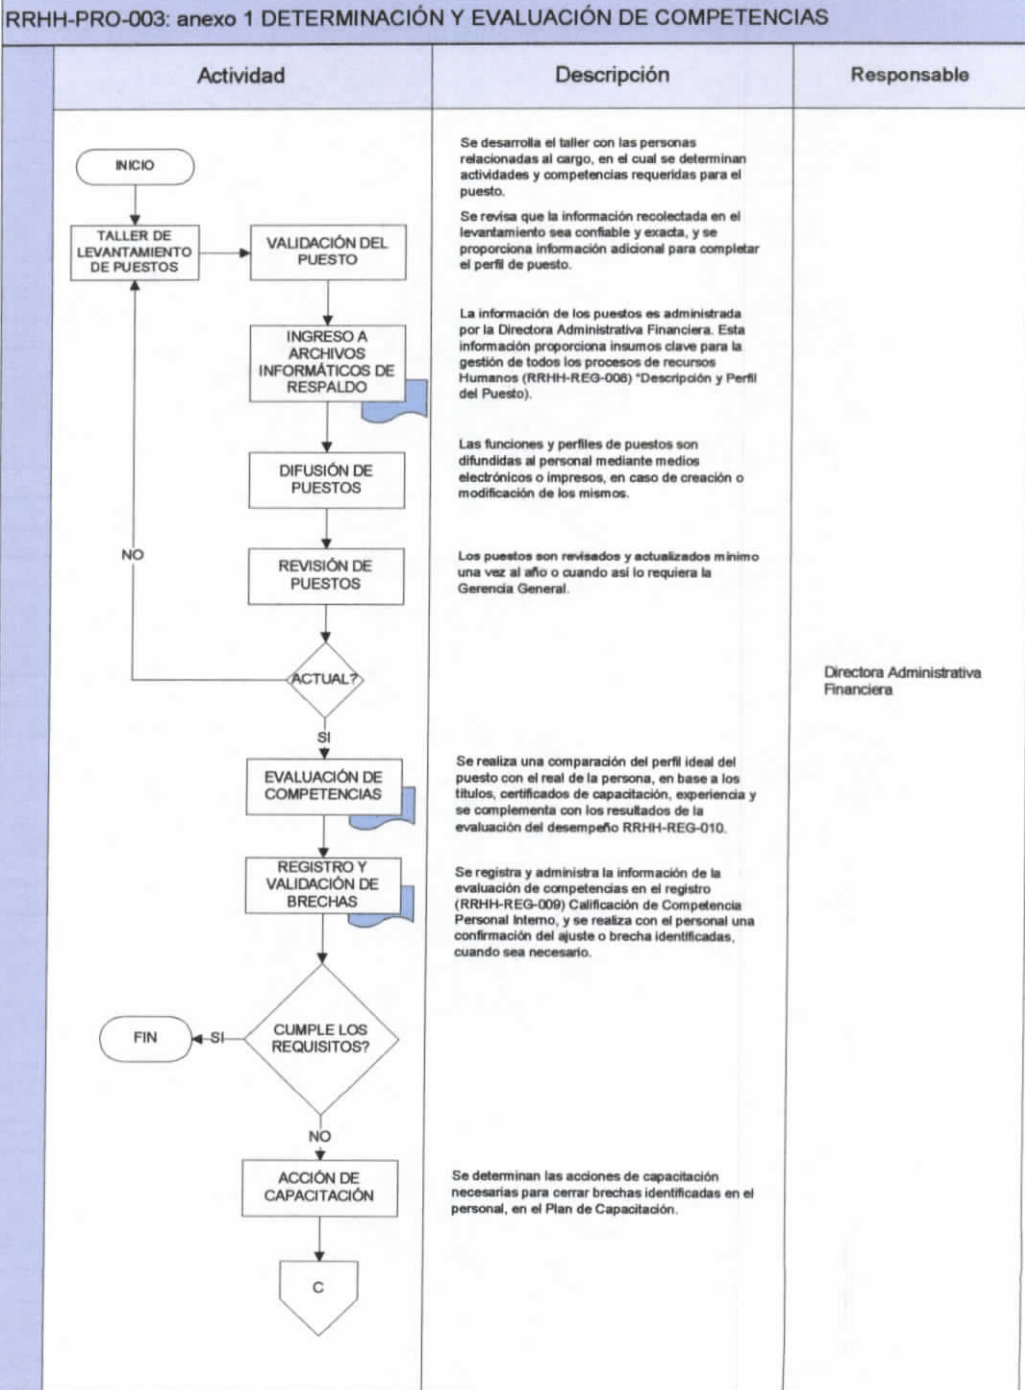 RRHH-PRO-003: anexo 1 DETERMINACIÓN Y EVALUACIÓN DE COMPETENCIAS
Actividad
Descripción
Responsable
INICIO
TALLER DE
LEVANTAMIENTO
DE PUESTOS
VALIDACIÓN DEL
PUESTO
Se desarrolla el taller con las personas
relacionadas al cargo, en el cual se determinan
actividades y competencias requeridas para el
puesto.
Se revisa que la información recolectada en el
levantamiento sea confiable y exacta, y se
proporciona información adicional para completar
el perfil de puesto.
INGRESO A
ARCHIVOS
INFORMÁTICOS DE
RESPALDO
La información de los puestos es administrada
por la Directora Administrativa Financiera. Esta
información proporciona insumos clave para la
gestión de todos los procesos de recursos
Humanos (RRHH-REG-008) "Descripción y Perfil
del Puesto).
DIFUSIÓN DE
PUESTOS
Las funciones y perfiles de puestos son
difundidas al personal mediante medios
electrónicos o impresos, en caso de creación o
modificación de los mismos.
NO
REVISIÓN DE
PUESTOS
Los puestos son revisados y actualizados mínimo
una vez al año o cuando así lo requiera la
Gerencia General.
ACTUAL?
Directora Administrativa
Financiera
SI
EVALUACIÓN DE
COMPETENCIAS
Se realiza una comparación del perfil ideal del
puesto con el real de la persona, en base a los
títulos, certificados de capacitación, experiencia y
se complementa con los resultados de la
evaluación del desempeño RRHH-REG-010.
REGISTRO Y
VALIDACIÓN DE
BRECHAS
Se registra y administra la información de la
evaluación de competencias en el registro
(RRHH-REG-009) Calificación de Competencia
Personal Interno, y se realiza con el personal una
confirmación del ajuste o brecha identificadas,
cuando sea necesario.
FIN
SI
CUMPLE LOS
REQUISITOS?
NO
ACCIÓN DE
CAPACITACIÓN
Se determinan las acciones de capacitación
necesarias para cerrar brechas identificadas en el
personal, en el Plan de Capacitación.
C